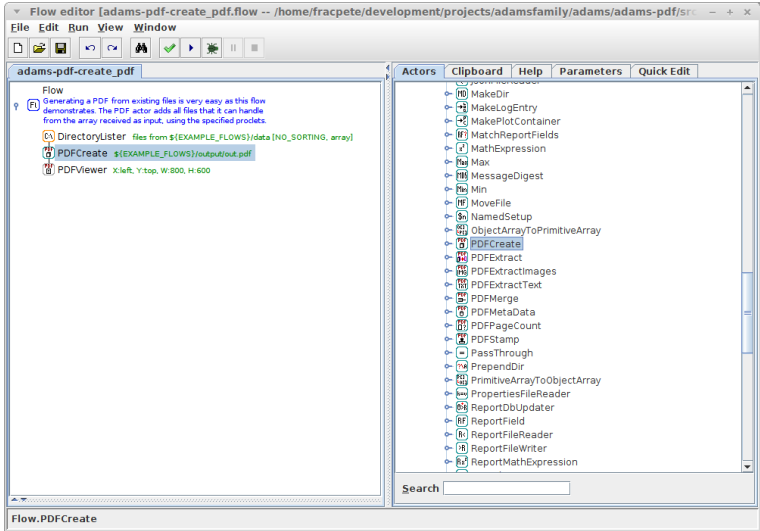 Flow editor [adams-pdf-create_pdf.flow -- /home/fracpete/development/projects/adamsfamily/adams/adams-pdf/src
File Edit Run View Window
adams-pdf-create_pdf
Flow
Generating a PDF from existing files is very easy as this flow
demonstrates. The PDF actor adds all files that it can handle
from the array received as input, using the specified proclets.
DirectoryLister files from ${EXAMPLE_FLOWS}/data [NO_SORTING, array]
PDFCreate ${EXAMPLE_FLOWS}/output/out.pdf
PDFViewer X:left, Y:top, W:800, H:600
Actors Clipboard Help Parameters Quick Edit
MakeDir
MakeLogEntry
MakePlotContainer
MatchReportFields
MathExpression
Max
MessageDigest
Min
MoveFile
NamedSetup
ObjectArrayToPrimitiveArray
PDFCreate
PDFExtract
PDFExtractImages
PDFExtractText
PDFMerge
PDFMetaData
PDFPageCount
PDFStamp
PassThrough
PrependDir
PrimitiveArrayToObjectArray
PropertiesFileReader
ReportDbUpdater
ReportField
ReportFileReader
ReportFileWriter
ReportMathExpression
Search
Flow.PDFCreate